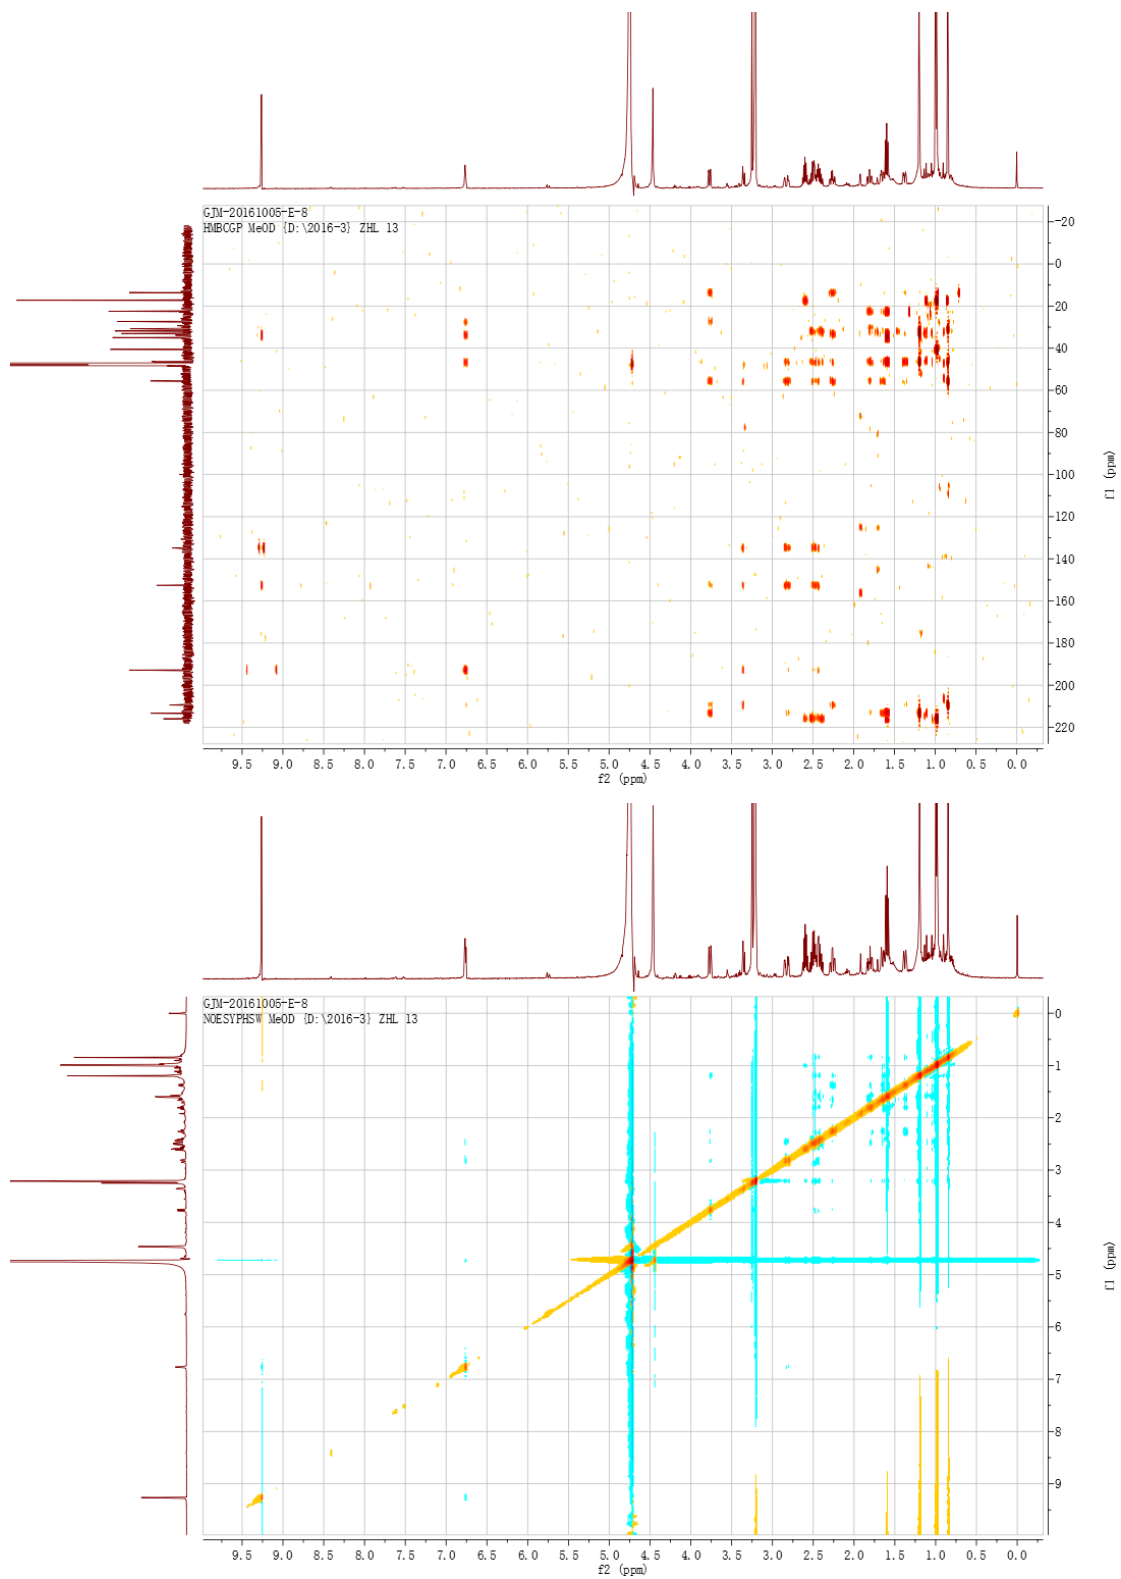 GJM-20161005-E-8
HMBCGP MeOD {D:\2016-3} ZHL 13
-20
0
20
40
60
80
100
120
140
160
180
200
220
f1 (ppm)
9.5 9.0 8.5 8.0 7.5 7.0 6.5 6.0 5.5 5.0 4.5 4.0 3.5 3.0 2.5 2.0 1.5 1.0 0.5 0.0
f2 (ppm)
GJM-20161005-E-8
NOESYPHSW MeOD {D:\2016-3} ZHL 13
0
1
2
3
4
5
6
7
8
9
f1 (ppm)
9.5 9.0 8.5 8.0 7.5 7.0 6.5 6.0 5.5 5.0 4.5 4.0 3.5 3.0 2.5 2.0 1.5 1.0 0.5 0.0
f2 (ppm)